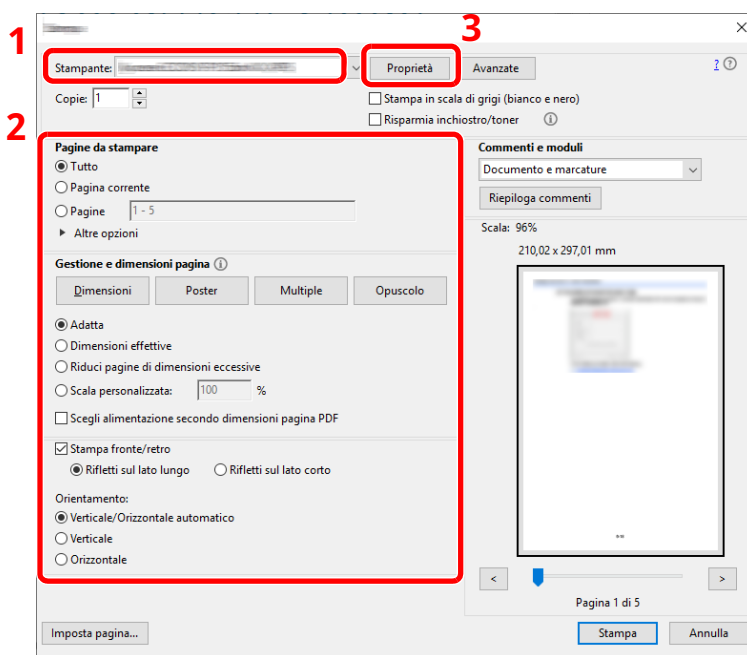 1
3
Stampante:
Proprietà
Avanzate
?
Copie: 1
Stampa in scala di grigi (bianco e nero)
Risparmia inchiostro/toner
2
Pagine da stampare
Tutto
Pagina corrente
Pagine 1 - 5
Altre opzioni
Gestione e dimensioni pagina
Dimensioni
Poster
Multiple
Opuscolo
Adatta
Dimensioni effettive
Riduci pagine di dimensioni eccessive
Scala personalizzata: 100 %
Scegli alimentazione secondo dimensioni pagina PDF
Stampa fronte/retro
Rifletti sul lato lungo
Rifletti sul lato corto
Orientamento:
Verticale/Orizzontale automatico
Verticale
Orizzontale
Commenti e moduli
Documento e marcature
Riepiloga commenti
Scala: 96%
210,02 x 297,01 mm
<
>
Pagina 1 di 5
Imposta pagina...
Stampa
Annulla